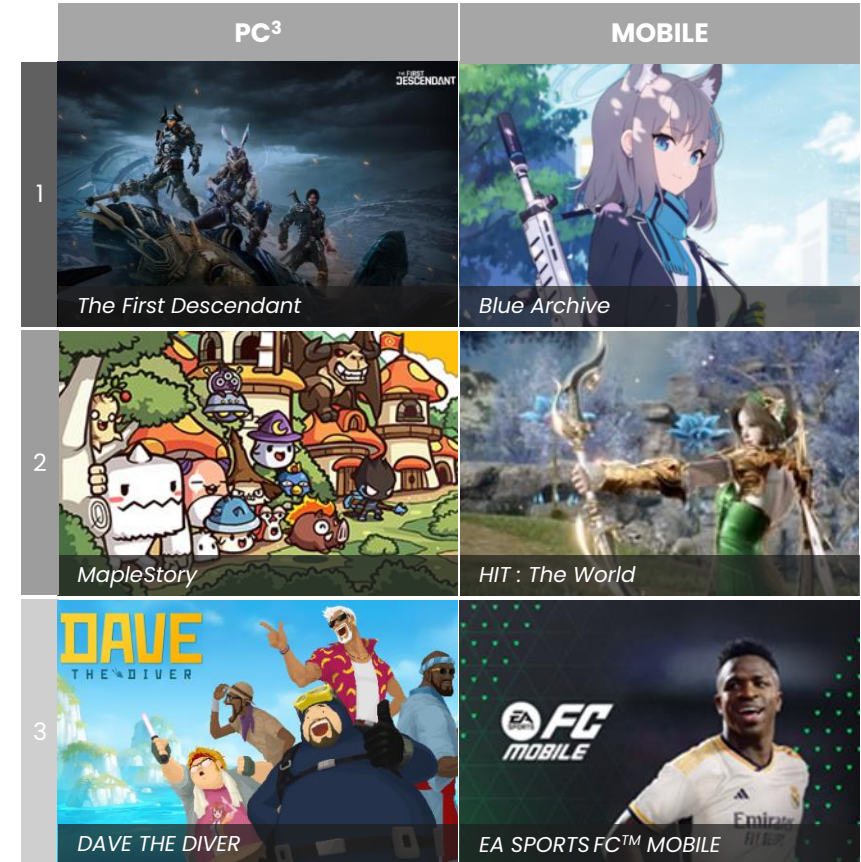 PC³
MOBILE
1
THE FIRST
DESCENDANT
The First Descendant
Blue Archive
2
MapleStory
HIT : The World
3
DAVE
THE DIVER
DAVE THE DIVER
EA SPORTS
FC
MOBILE
Emirates
EA SPORTS FC™ MOBILE